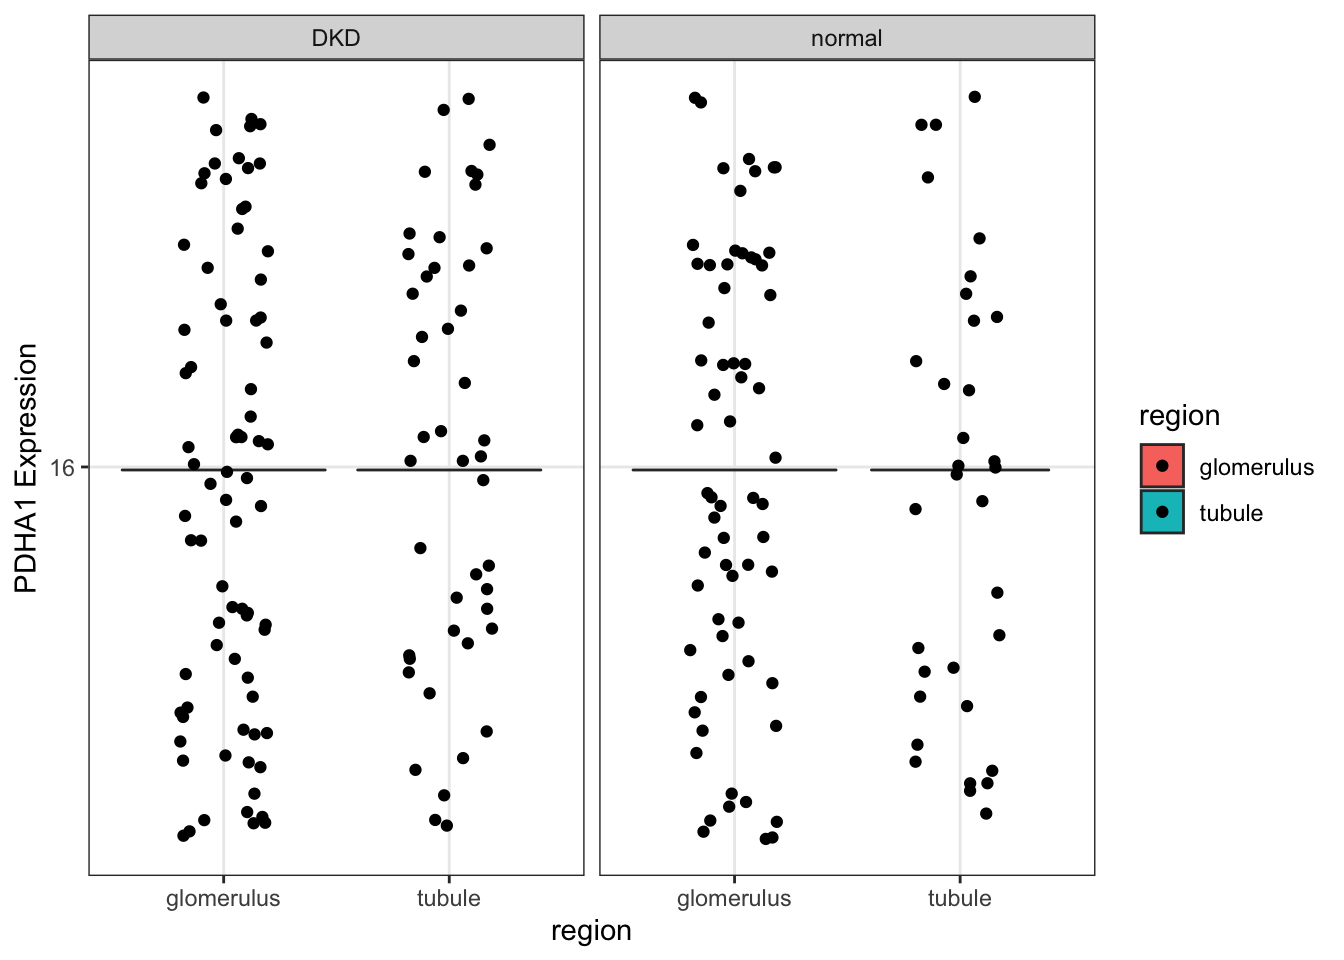 DKD
normal
PDHA1 Expression
16
glomerulus
tubule
glomerulus
tubule
region
region
glomerulus
tubule